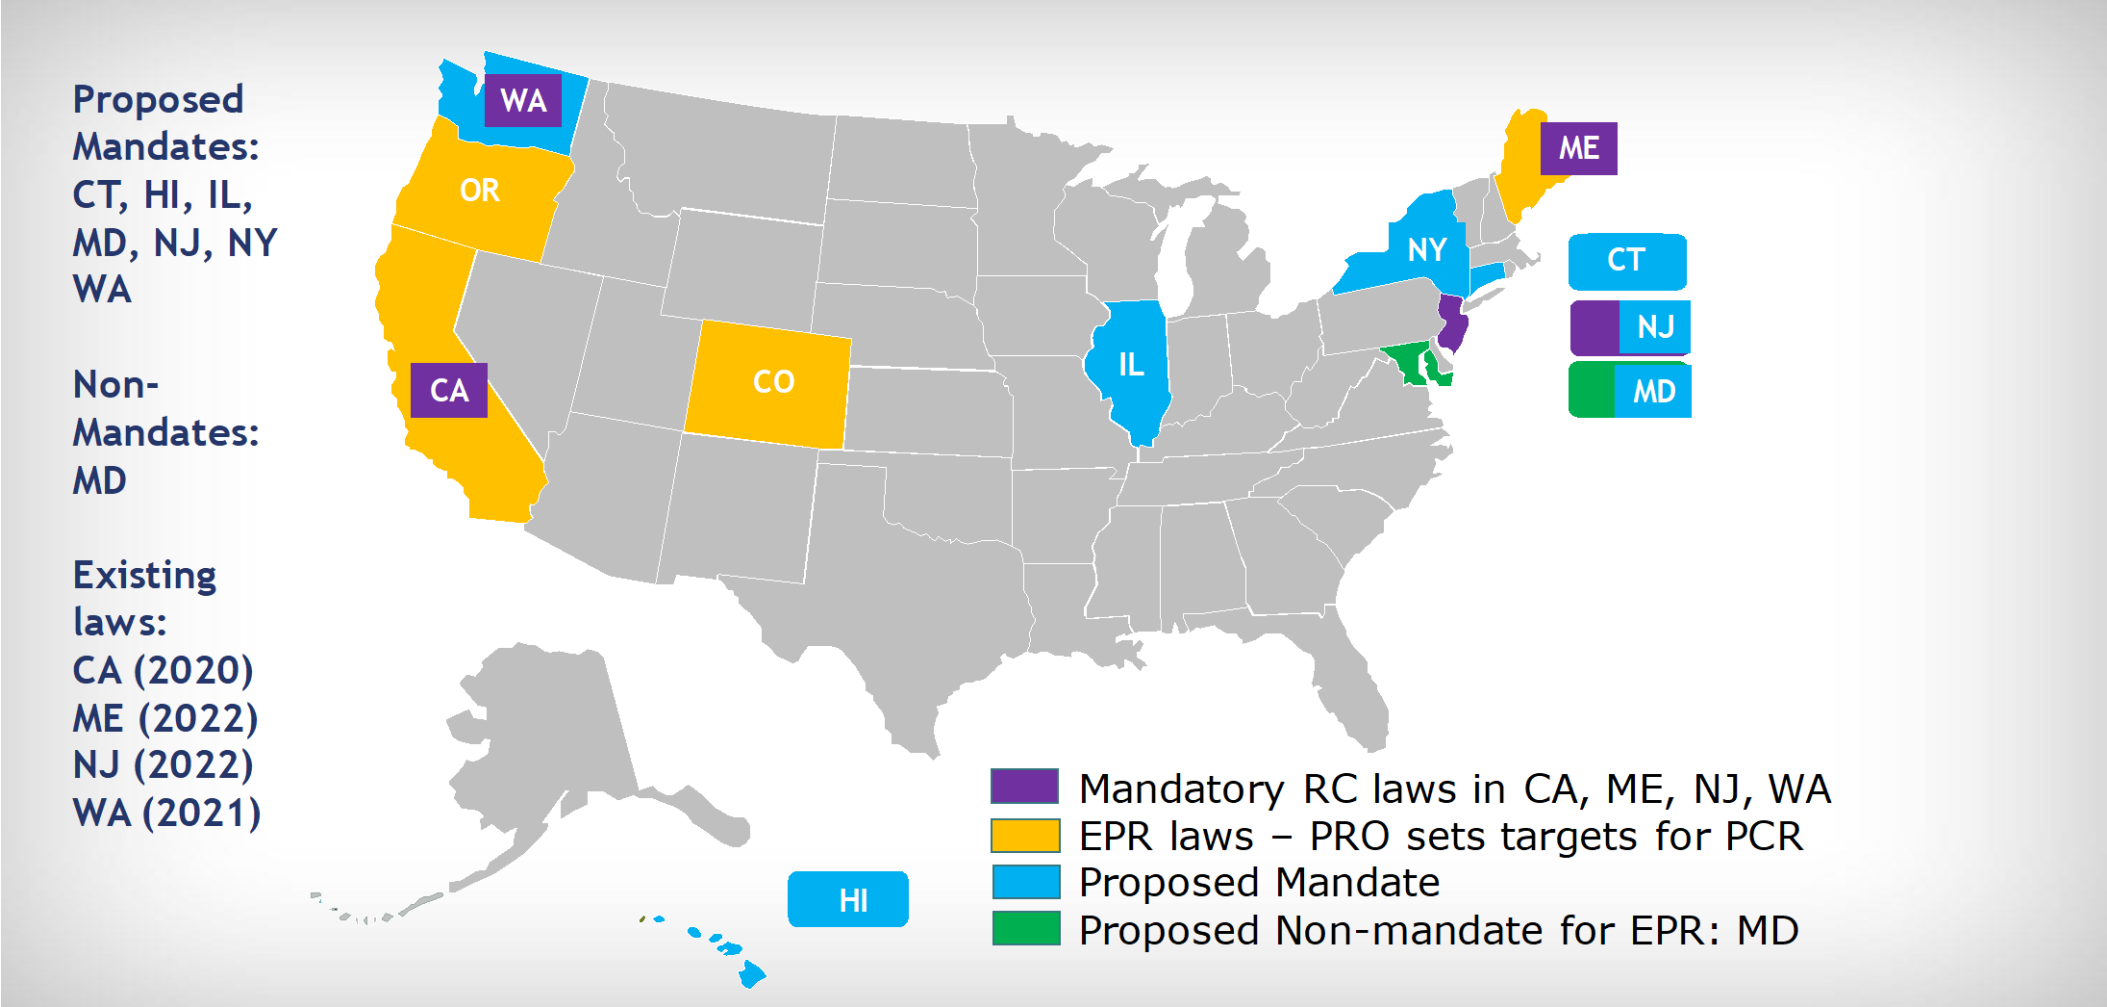 Proposed
Mandates:
CT, HI, IL,
MD, NJ, NY
WA
Non-
Mandates:
MD
Existing
laws:
CA (2020)
ME (2022)
NJ (2022)
WA (2021)
WA
OR
CA
CO
IL
NY
ME
CT
NJ
MD
HI
Mandatory RC laws in CA, ME, NJ, WA
EPR laws – PRO sets targets for PCR
Proposed Mandate
Proposed Non-mandate for EPR: MD